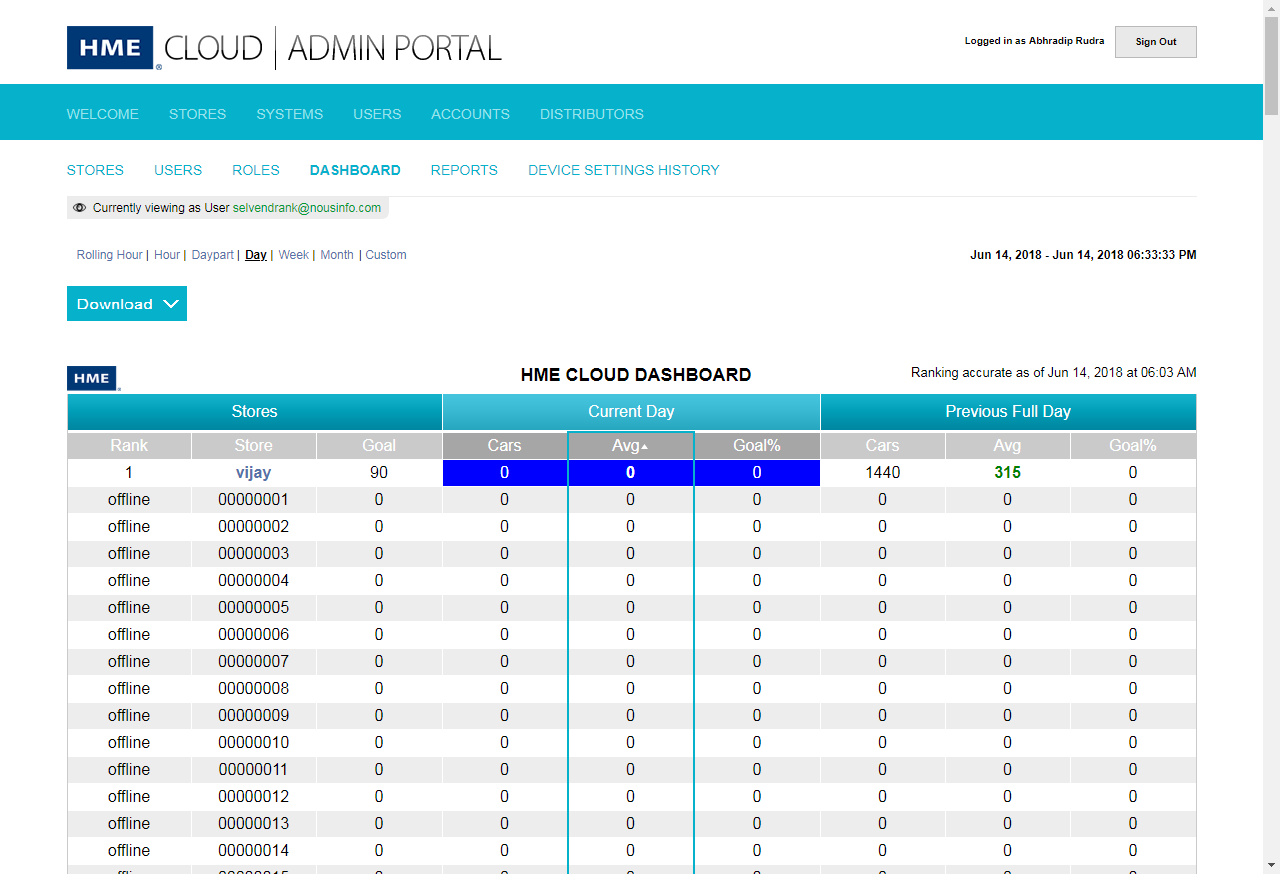 HME ® CLOUD | ADMIN PORTAL
Logged in as Abhradip Rudra Sign Out
WELCOME STORES SYSTEMS USERS ACCOUNTS DISTRIBUTORS
STORES USERS ROLES DASHBOARD REPORTS DEVICE SETTINGS HISTORY
Currently viewing as User selvendrank@nousinfo.com
Rolling Hour | Hour | Daypart | Day | Week | Month | Custom Jun 14, 2018 - Jun 14, 2018 06:33:33 PM
Download
HME HME CLOUD DASHBOARD Ranking accurate as of Jun 14, 2018 at 06:03 AM
Stores Current Day Previous Full Day
Rank Store Goal Cars Avg Goal% Cars Avg Goal%
1 vijay 90 0 0 0 1440 315 0
offline 00000001 0 0 0 0 0 0 0
offline 00000002 0 0 0 0 0 0 0
offline 00000003 0 0 0 0 0 0 0
offline 00000004 0 0 0 0 0 0 0
offline 00000005 0 0 0 0 0 0 0
offline 00000006 0 0 0 0 0 0 0
offline 00000007 0 0 0 0 0 0 0
offline 00000008 0 0 0 0 0 0 0
offline 00000009 0 0 0 0 0 0 0
offline 00000010 0 0 0 0 0 0 0
offline 00000011 0 0 0 0 0 0 0
offline 00000012 0 0 0 0 0 0 0
offline 00000013 0 0 0 0 0 0 0
offline 00000014 0 0 0 0 0 0 0